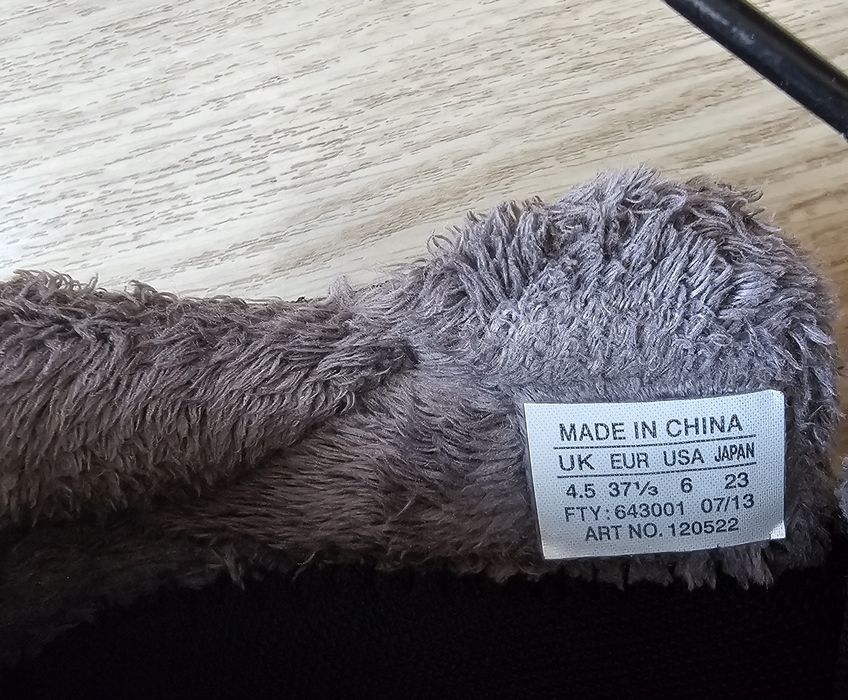 MADE IN CHINA
UK EUR USA JAPAN
4.5 37⅓ 6 23
FTY: 643001 07/13
ART NO. 120522